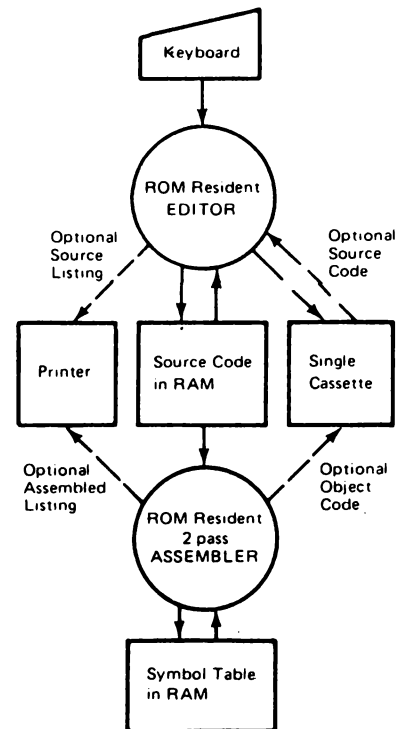 Keyboard
ROM Resident
EDITOR
Optional
Source
Listing
Optional
Source
Code
Printer
Source Code
in RAM
Single
Cassette
Optional
Assembled
Listing
Optional
Object
Code
ROM Resident
2 pass
ASSEMBLER
Symbol Table
in RAM